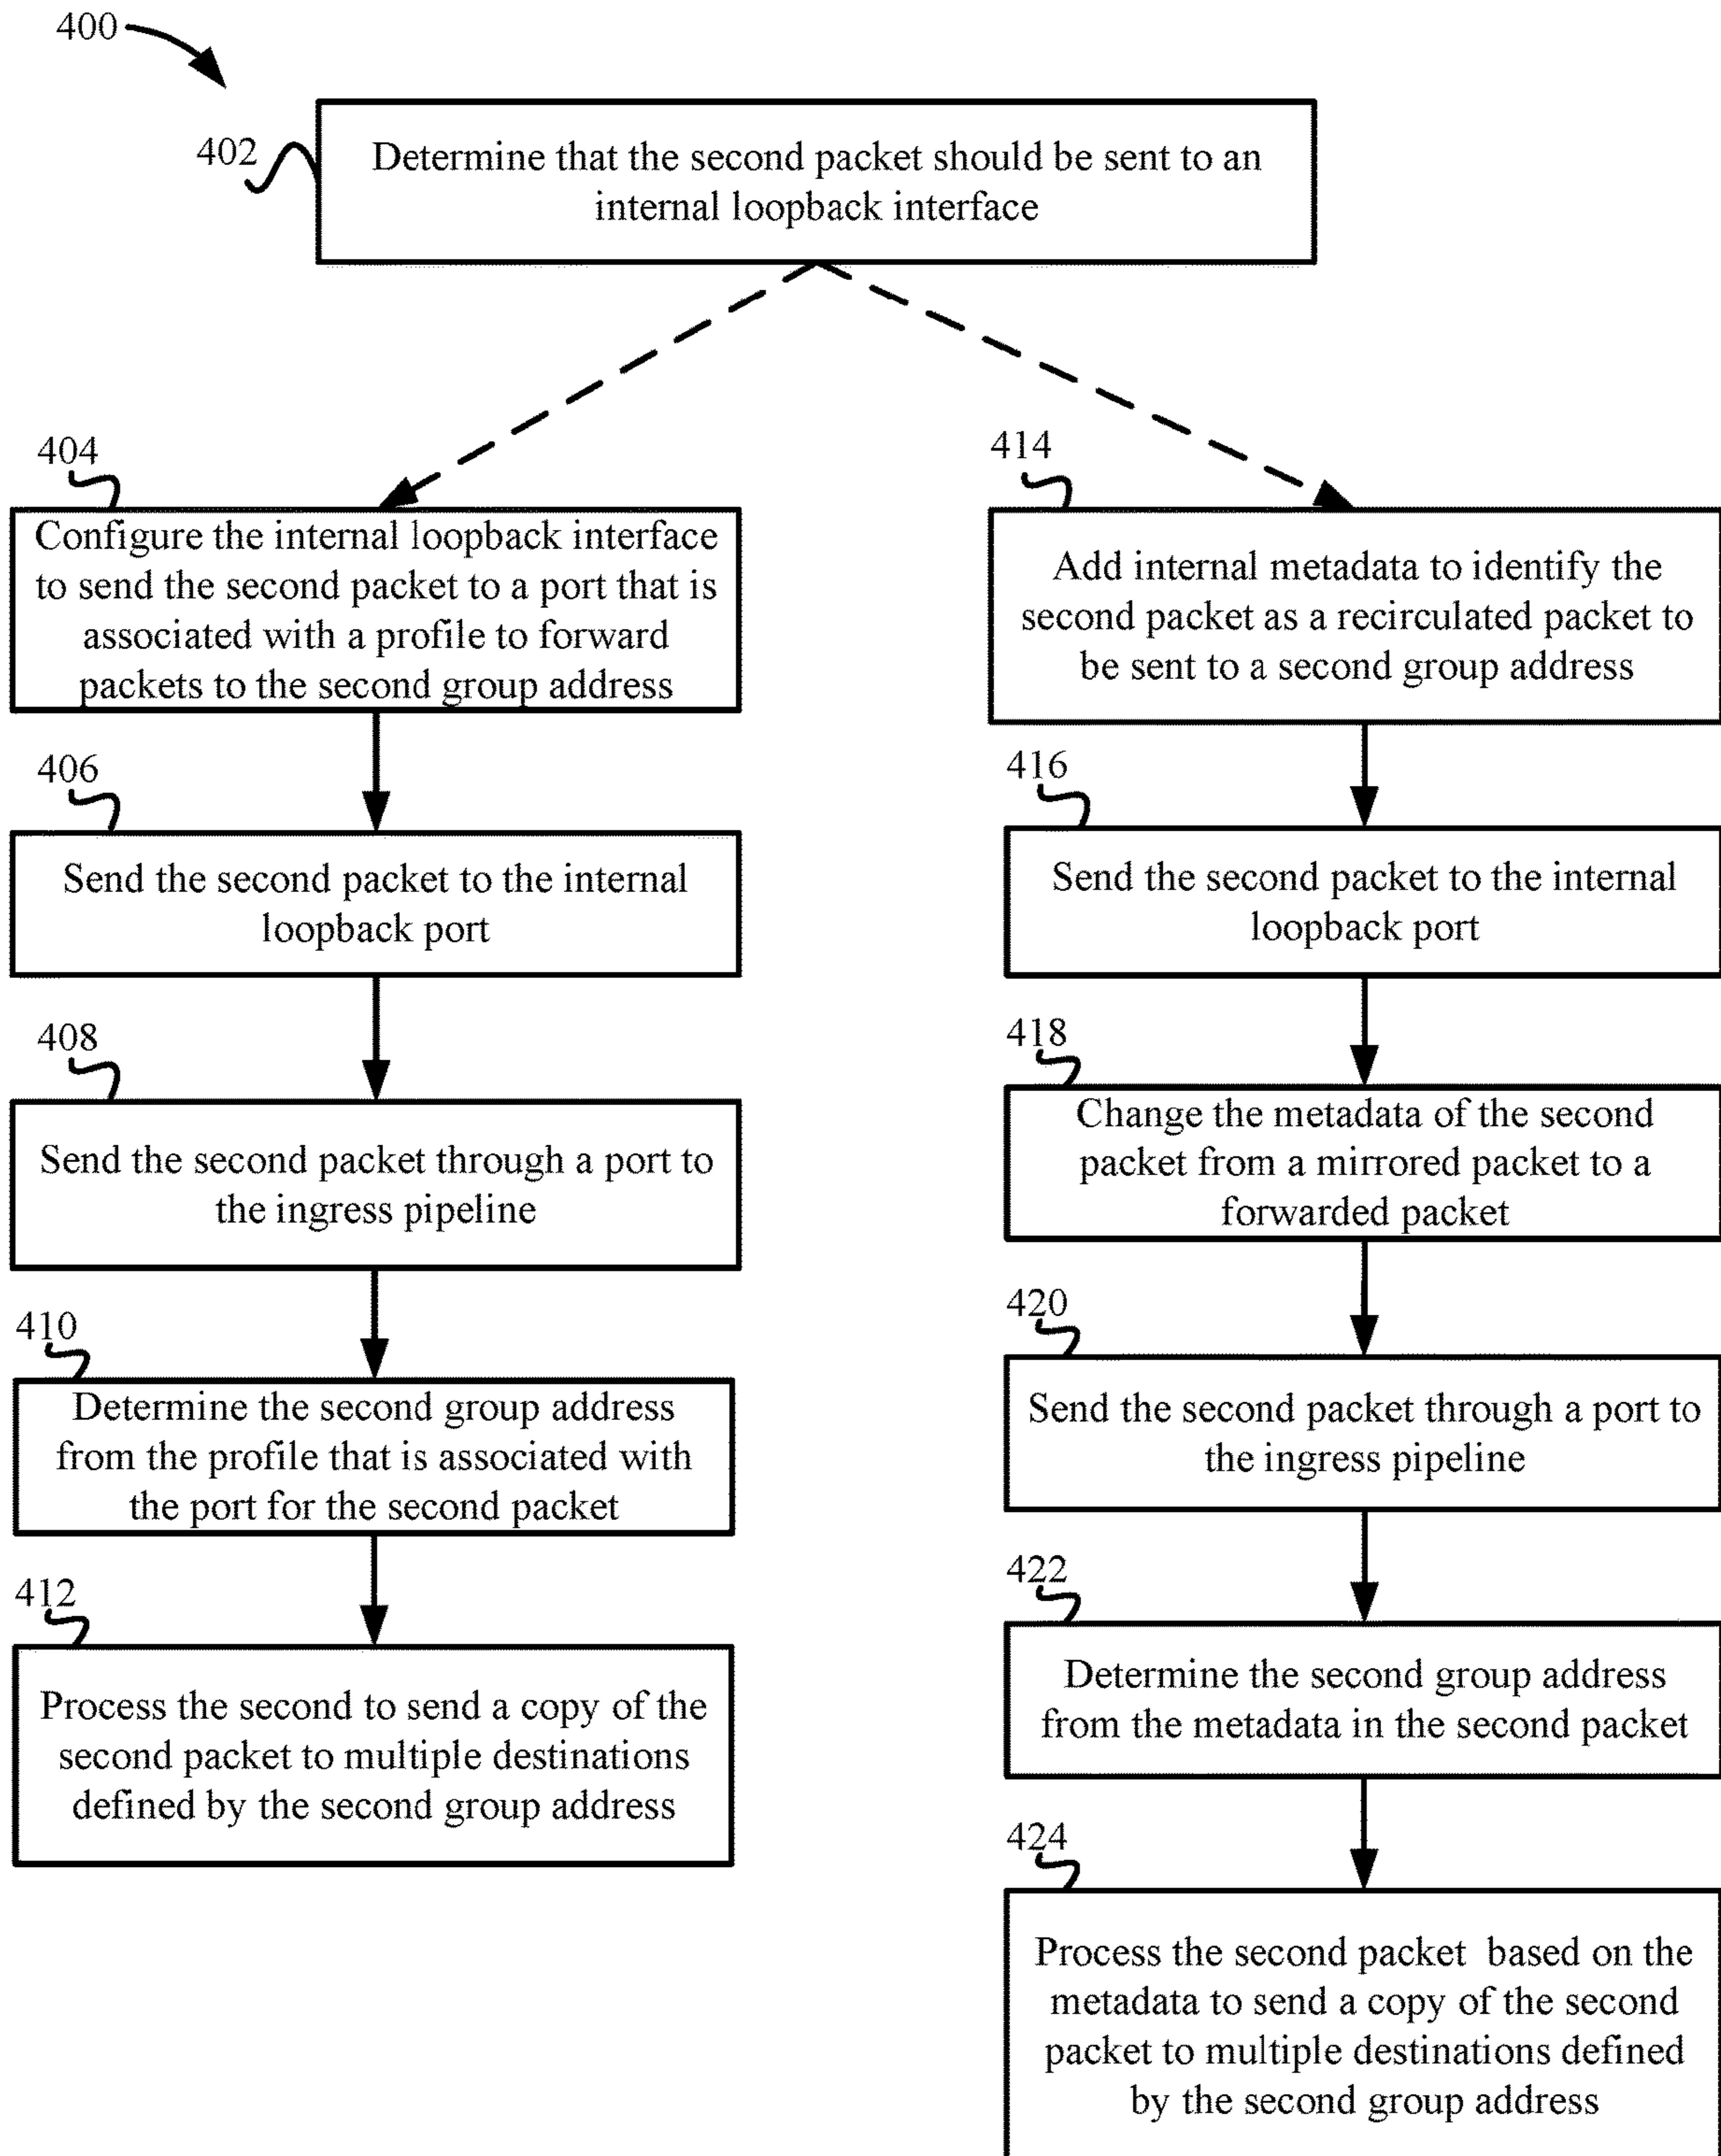 400
402
Determine that the second packet should be sent to an
internal loopback interface
404
Configure the internal loopback interface
to send the second packet to a port that is
associated with a profile to forward
packets to the second group address
406
Send the second packet to the internal
loopback port
408
Send the second packet through a port to
the ingress pipeline
410
Determine the second group address
from the profile that is associated with
the port for the second packet
412
Process the second to send a copy of the
second packet to multiple destinations
defined by the second group address
414
Add internal metadata to identify the
second packet as a recirculated packet to
be sent to a second group address
416
Send the second packet to the internal
loopback port
418
Change the metadata of the second
packet from a mirrored packet to a
forwarded packet
420
Send the second packet through a port to
the ingress pipeline
422
Determine the second group address
from the metadata in the second packet
424
Process the second packet based on the
metadata to send a copy of the second
packet to multiple destinations defined
by the second group address